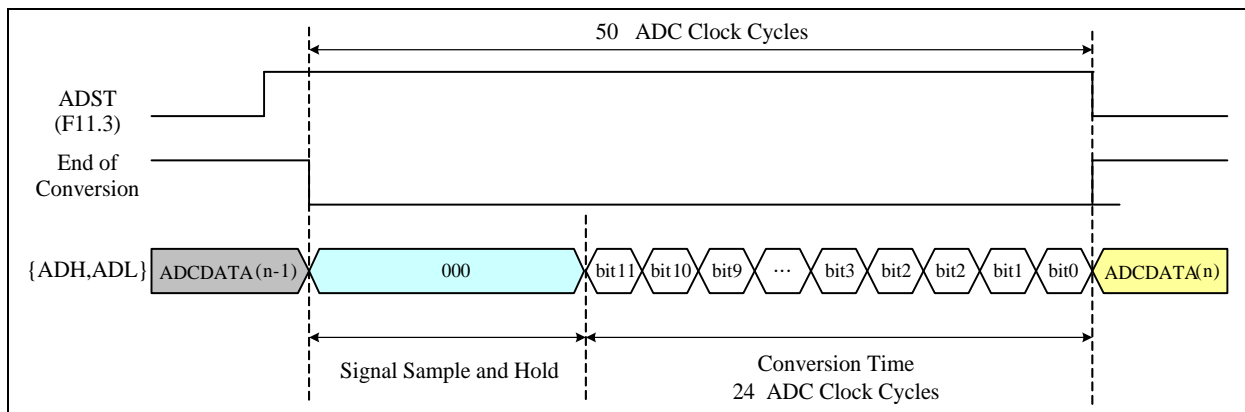 50 ADC Clock Cycles
ADST
(F11.3)
End of
Conversion
{ADH,ADL}
ADCDATA(n-1)
000
bit11
bit10
bit9
...
bit3
bit2
bit2
bit1
bit0
ADCDATA(n)
Signal Sample and Hold
Conversion Time
24 ADC Clock Cycles